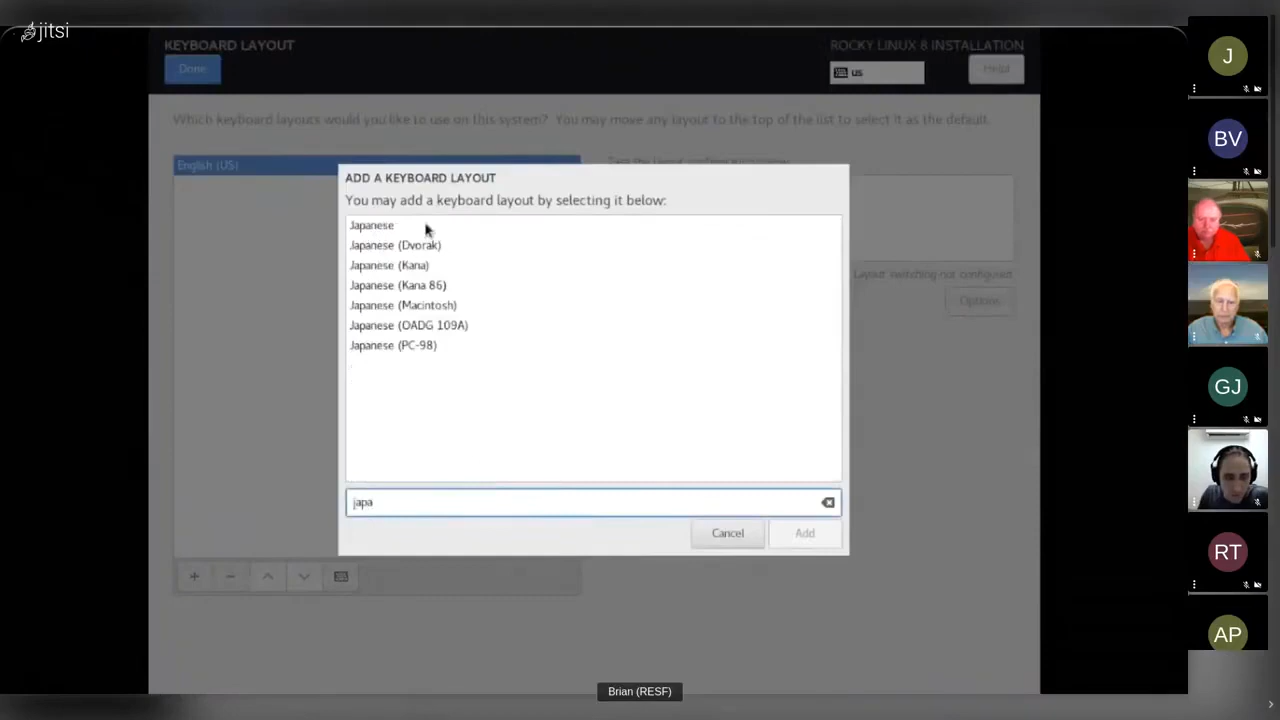 jitsi
KEYBOARD LAYOUT
ROCKY LINUX 8 INSTALLATION
Done
us
Help!
Which keyboard layouts would you like to use on this system? You may move any layout to the top of the list to select it as the default.
English (US)
ADD A KEYBOARD LAYOUT
You may add a keyboard layout by selecting it below:
Japanese
Japanese (Dvorak)
Japanese (Kana)
Japanese (Kana 86)
Japanese (Macintosh)
Japanese (OADG 109A)
Japanese (PC-98)
Layout switching not configured.
Options
japa
Cancel
Add
Brian (RESF)
J
BV
GJ
RT
AP